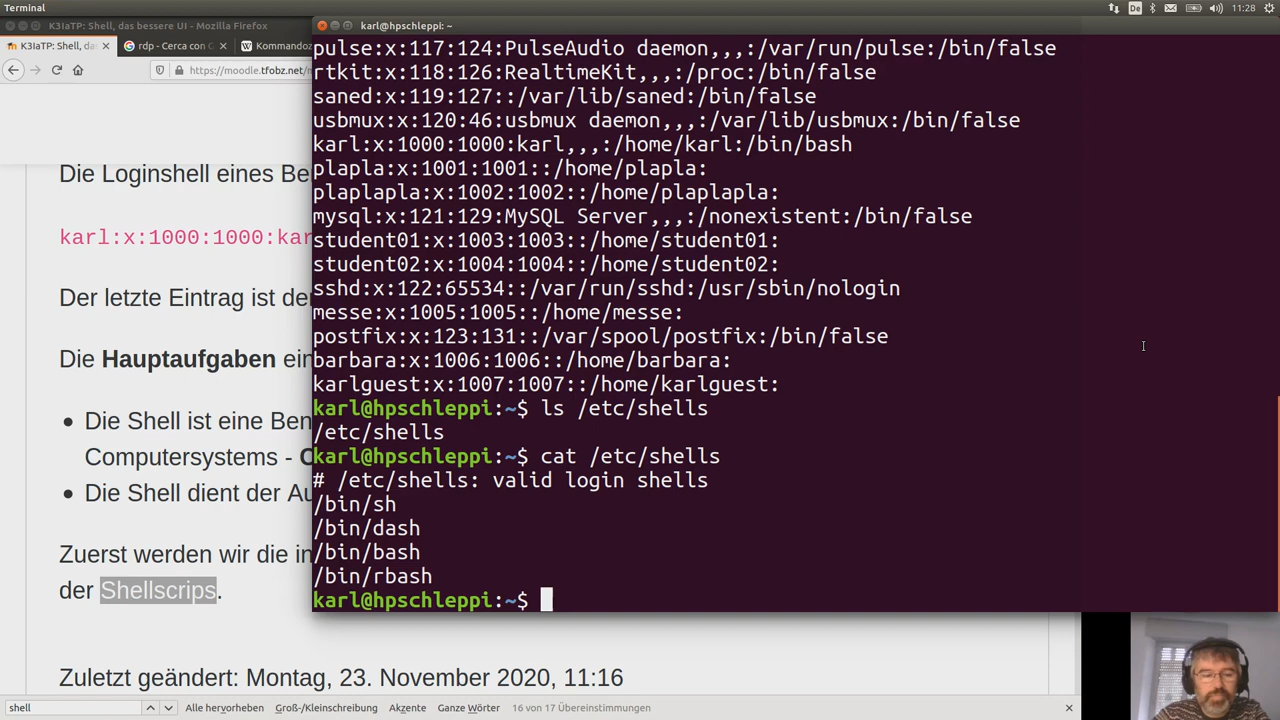 Terminal
De
11:28
K3IaTP: Shell, das bessere UI - Mozilla Firefox
karl@hpschleppi: ~
K3IaTP: Shell, das
rdp - Cerca con G
Kommandoz
https://moodle.tfobz.net/m
pulse:x:117:124:PulseAudio daemon,,,:/var/run/pulse:/bin/false
rtkit:x:118:126:RealtimeKit,,,:/proc:/bin/false
saned:x:119:127::/var/lib/saned:/bin/false
usbmux:x:120:46:usbmux daemon,,,:/var/lib/usbmux:/bin/false
karl:x:1000:1000:karl,,,:/home/karl:/bin/bash
plapla:x:1001:1001::/home/plapla:
plaplapla:x:1002:1002::/home/plaplapla:
mysql:x:121:129:MySQL Server,,,:/nonexistent:/bin/false
student01:x:1003:1003::/home/student01:
student02:x:1004:1004::/home/student02:
sshd:x:122:65534::/var/run/sshd:/usr/sbin/nologin
messe:x:1005:1005::/home/messe:
postfix:x:123:131::/var/spool/postfix:/bin/false
barbara:x:1006:1006::/home/barbara:
karlguest:x:1007:1007::/home/karlguest:
karl@hpschleppi:~$ ls /etc/shells
/etc/shells
karl@hpschleppi:~$ cat /etc/shells
# /etc/shells: valid login shells
/bin/sh
/bin/dash
/bin/bash
/bin/rbash
karl@hpschleppi:~$
Die Loginshell eines Be
karl:x:1000:1000:kar
Der letzte Eintrag ist de
Die Hauptaufgaben ein
• Die Shell ist eine Ben
Computersystems - C
• Die Shell dient der Au
Zuerst werden wir die in
der Shellscrips.
Zuletzt geändert: Montag, 23. November 2020, 11:16
shell
Alle hervorheben
Groß-/Kleinschreibung
Akzente
Ganze Wörter
16 von 17 Übereinstimmungen